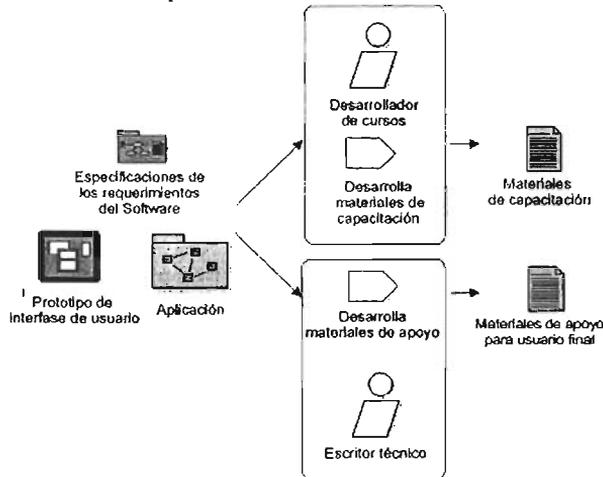 Desarrollador
de cursos
Especificaciones de
los requerimientos
del Software
Desarrolla
materiales de
capacitación
Materiales
de capacitación
Prototipo de
Interfase de usuario
Aplicación
Desarrolla
materiales de apoyo
Materiales de apoyo
para usuario final
Escritor técnico